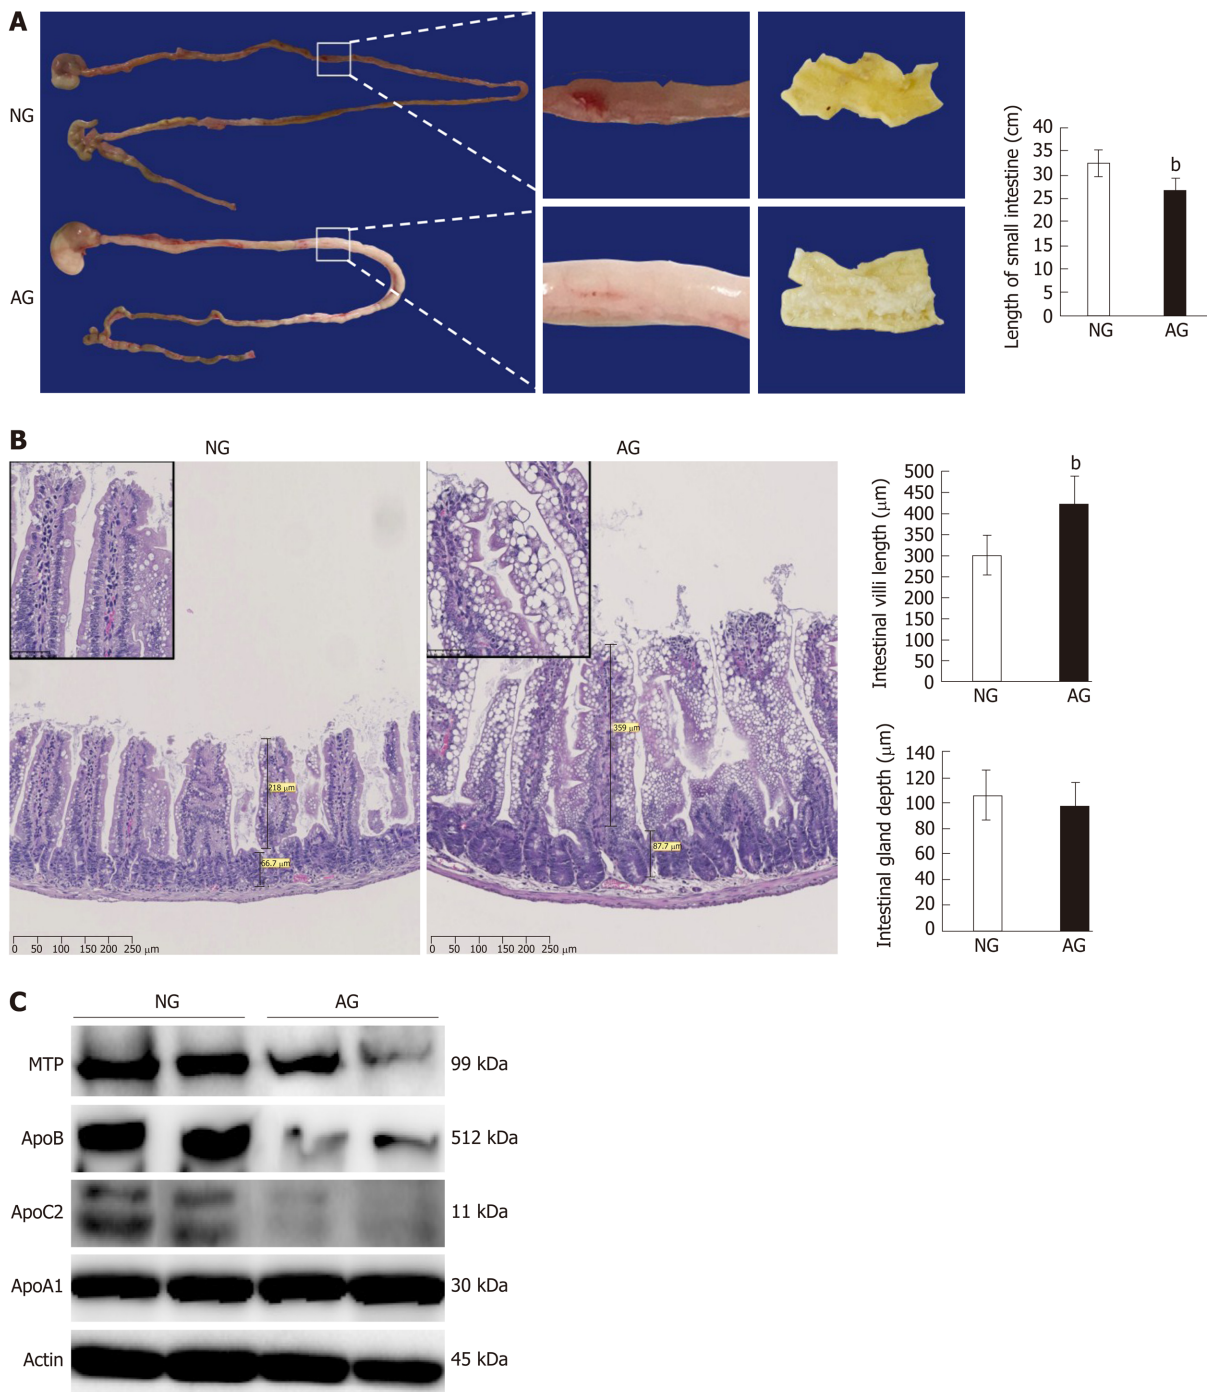 A
NG
AG
Length of small intestine (cm)
40
35
30
25
20
15
10
5
0
b
NG
AG
B
NG
AG
218 μm
66.7 μm
0 50 100 150 200 250 μm
359 μm
87.7 μm
0 50 100 150 200 250 μm
Intestinal villi length (μm)
500
450
400
350
300
250
200
150
100
50
0
b
NG
AG
Intestinal gland depth (μm)
140
120
100
80
60
40
20
0
NG
AG
C
NG
AG
MTP
99 kDa
ApoB
512 kDa
ApoC2
11 kDa
ApoA1
30 kDa
Actin
45 kDa